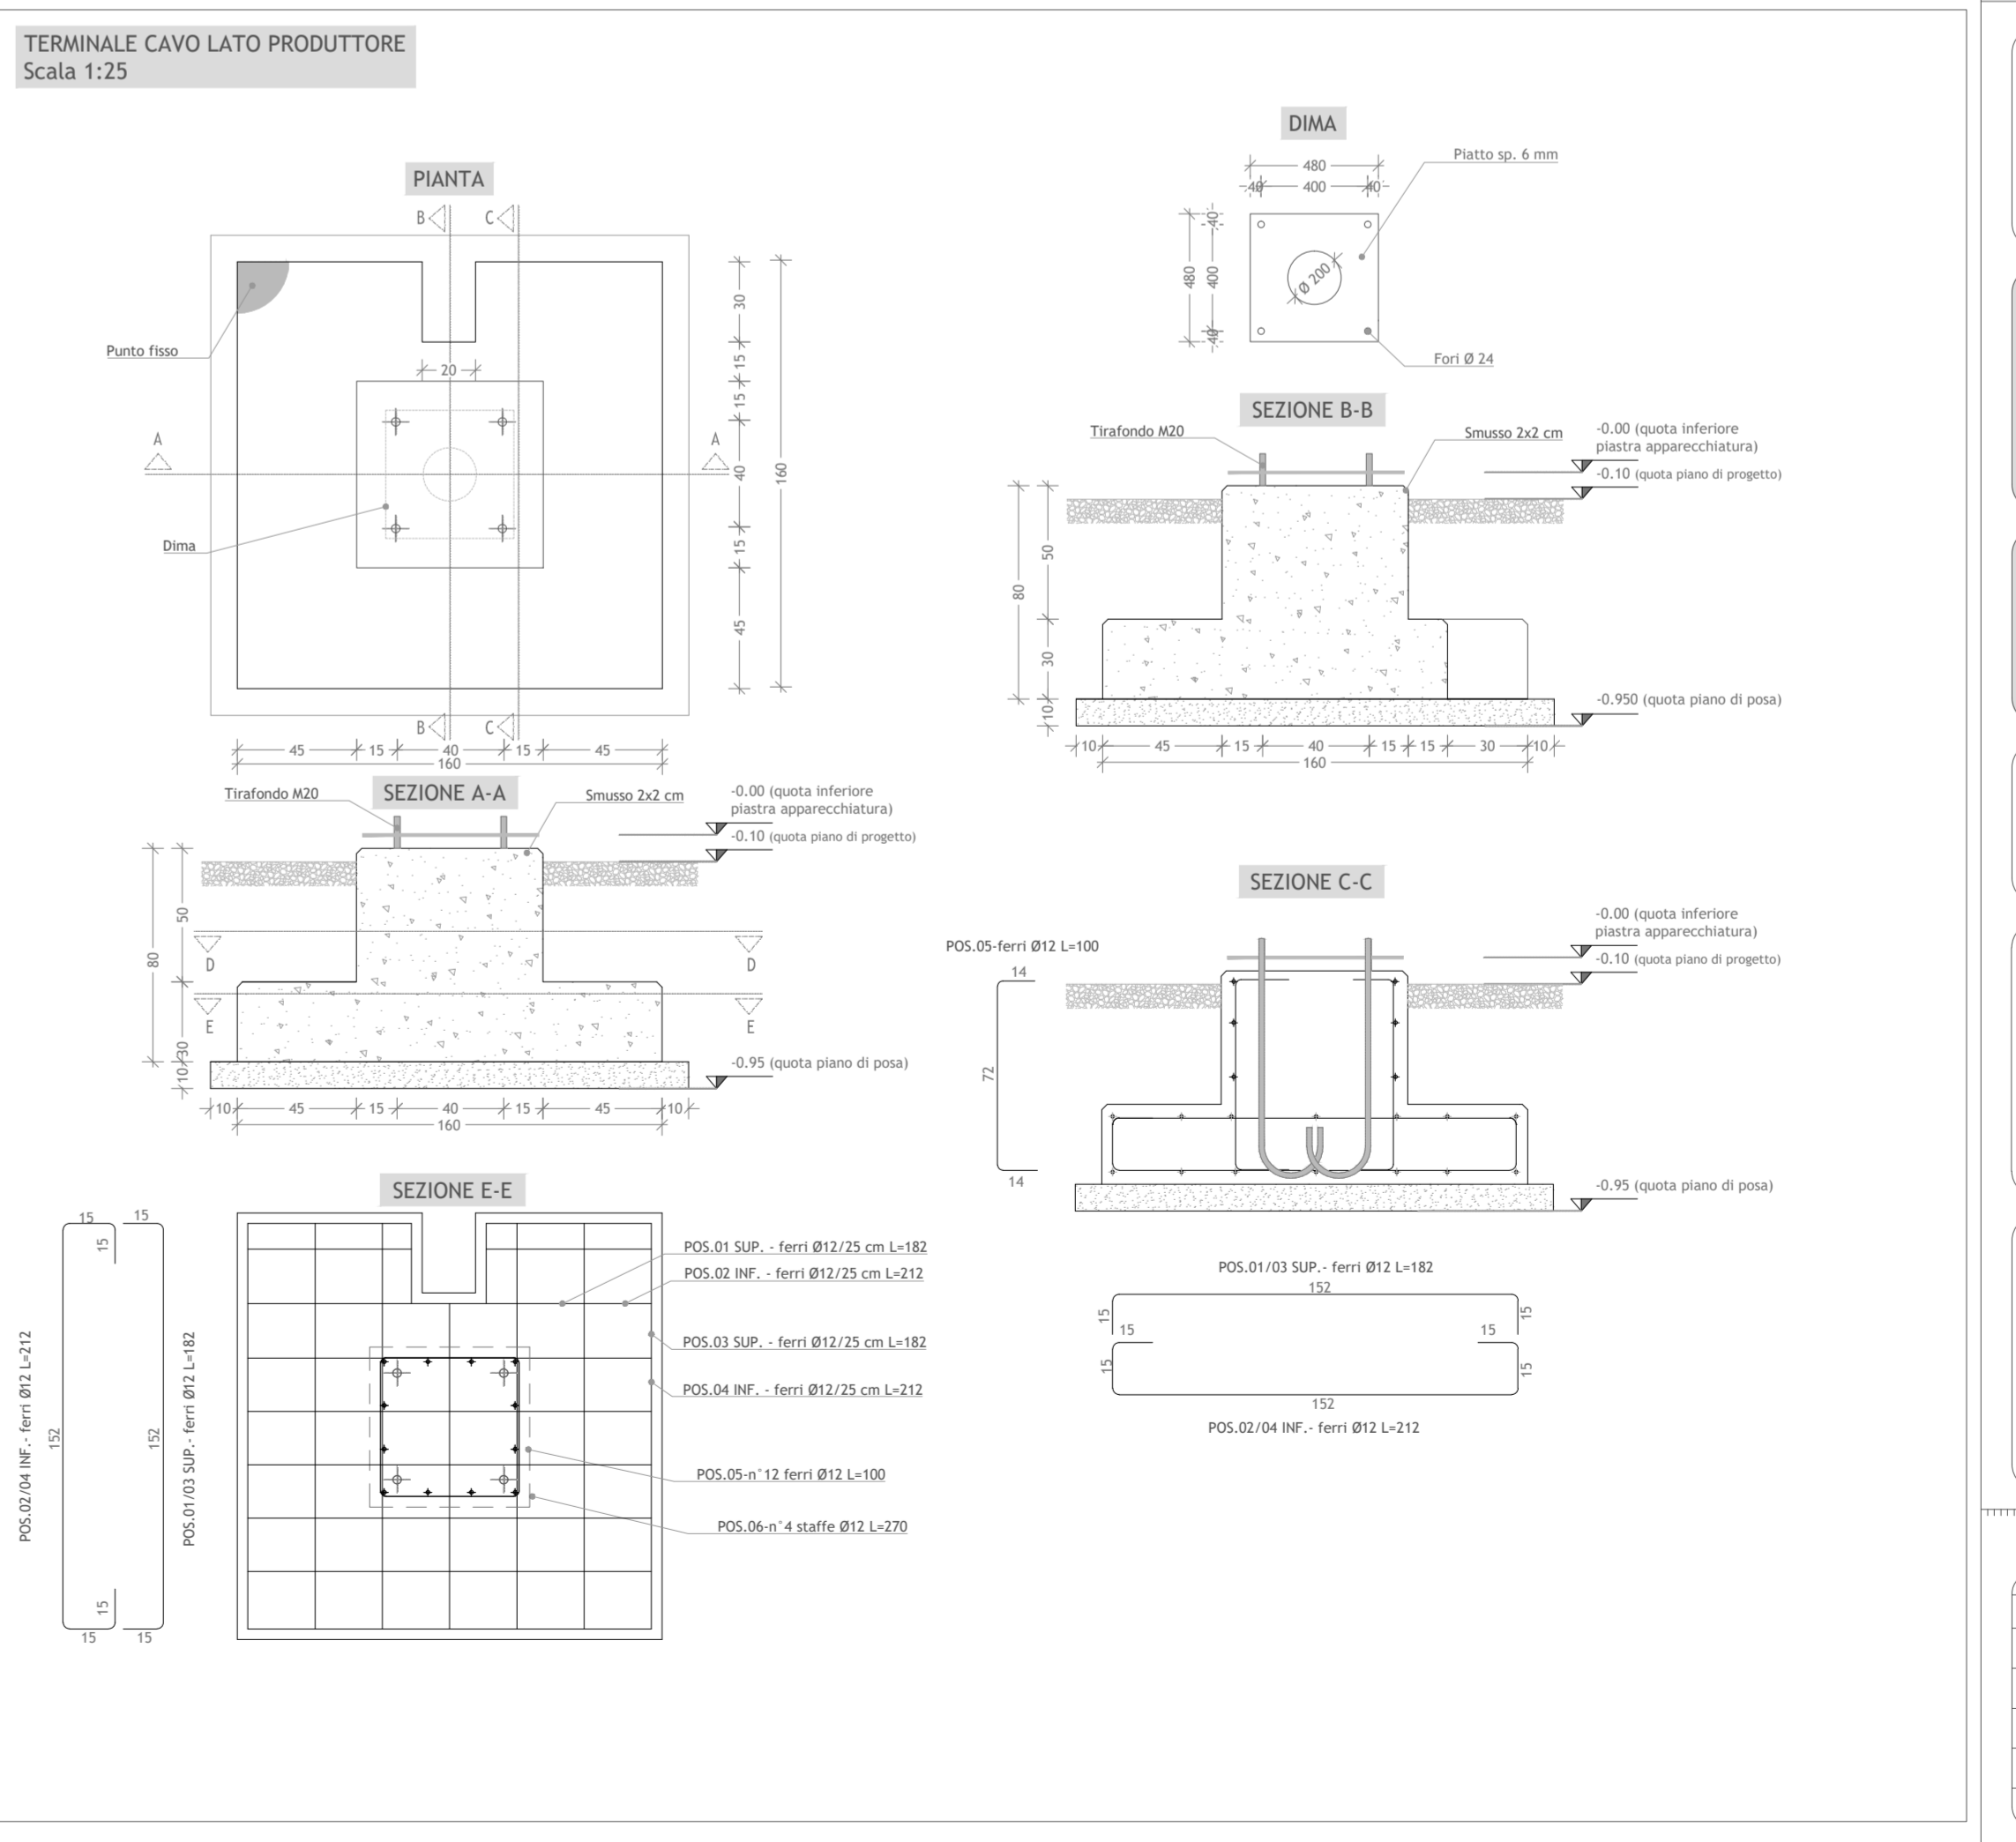 TERMINALE CAVO LATO PRODUTTORE
Scala 1:25
PIANTA
B
C
Punto fisso
20
A
A
Dima
B
C
30
15
15
40
15
45
160
45
15
40
15
45
160
DIMA
480
40
400
40
Piatto sp. 6 mm
480
40
400
40
Ø 200
Fori Ø 24
SEZIONE B-B
Tirafondo M20
Smusso 2x2 cm
-0.00 (quota inferiore
piastra apparecchiatura)
-0.10 (quota piano di progetto)
80
50
30
10
-0.950 (quota piano di posa)
10
45
15
40
15
15
30
10
160
SEZIONE A-A
Tirafondo M20
Smusso 2x2 cm
-0.00 (quota inferiore
piastra apparecchiatura)
-0.10 (quota piano di progetto)
80
50
30
10
D
D
E
E
-0.95 (quota piano di posa)
10
45
15
40
15
45
10
160
SEZIONE C-C
POS.05-ferri Ø12 L=100
14
72
14
-0.00 (quota inferiore
piastra apparecchiatura)
-0.10 (quota piano di progetto)
-0.95 (quota piano di posa)
SEZIONE E-E
POS.02/04 INF.- ferri Ø12 L=212
15
15
152
15
15
15
152
15
POS.01/03 SUP.- ferri Ø12 L=182
POS.01 SUP. - ferri Ø12/25 cm L=182
POS.02 INF. - ferri Ø12/25 cm L=212
POS.03 SUP. - ferri Ø12/25 cm L=182
POS.04 INF. - ferri Ø12/25 cm L=212
POS.05-n°12 ferri Ø12 L=100
POS.06-n°4 staffe Ø12 L=270
POS.01/03 SUP.- ferri Ø12 L=182
152
15
15
15
15
15
15
152
POS.02/04 INF.- ferri Ø12 L=212